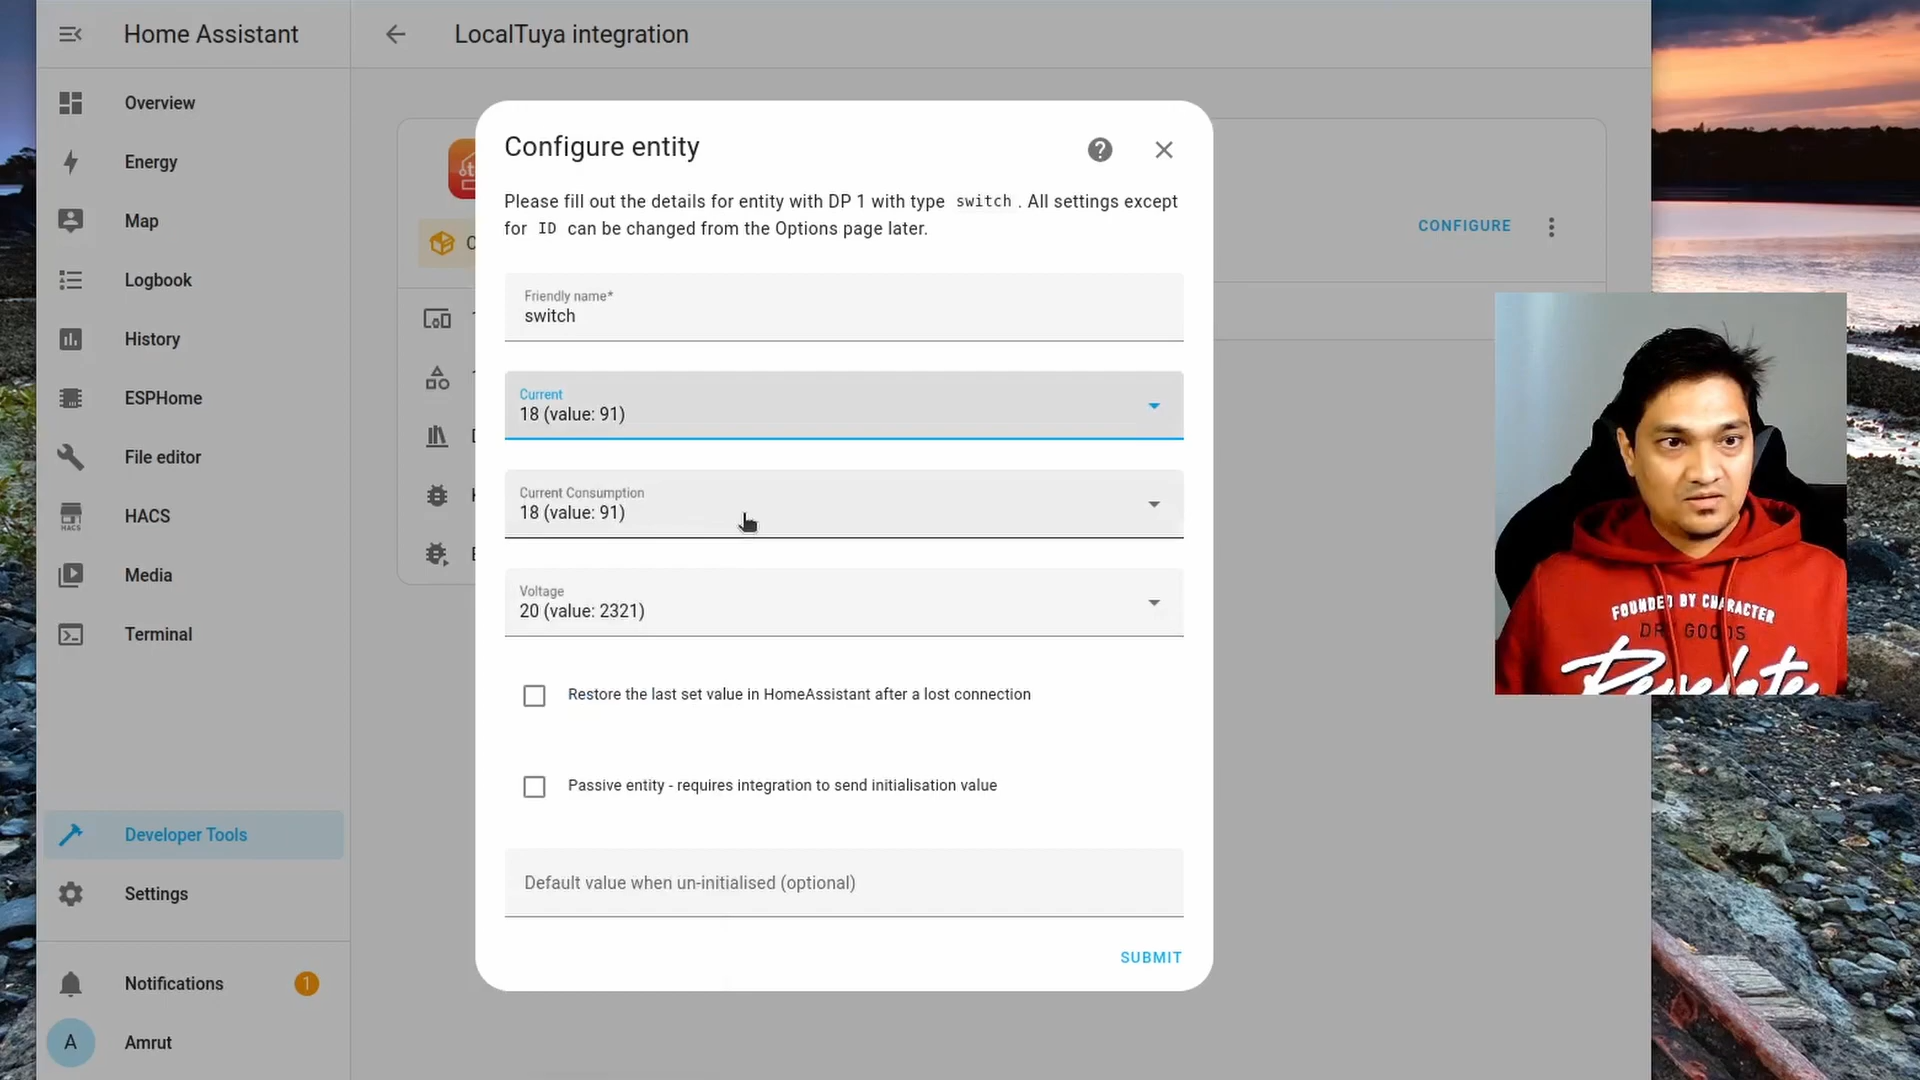 Home Assistant
LocalTuya integration
Overview
Energy
Map
Logbook
History
ESPHome
File editor
HACS
HACS
Media
Terminal
Developer Tools
Settings
Notifications
1
A
Amrut
CONFIGURE
Configure entity
Please fill out the details for entity with DP 1 with type switch . All settings except
for ID can be changed from the Options page later.
Friendly name*
switch
Current
18 (value: 91)
Current Consumption
18 (value: 91)
Voltage
20 (value: 2321)
Restore the last set value in HomeAssistant after a lost connection
Passive entity - requires integration to send initialisation value
Default value when un-initialised (optional)
SUBMIT
FOUNDED BY CHARACTER
DRY GOODS